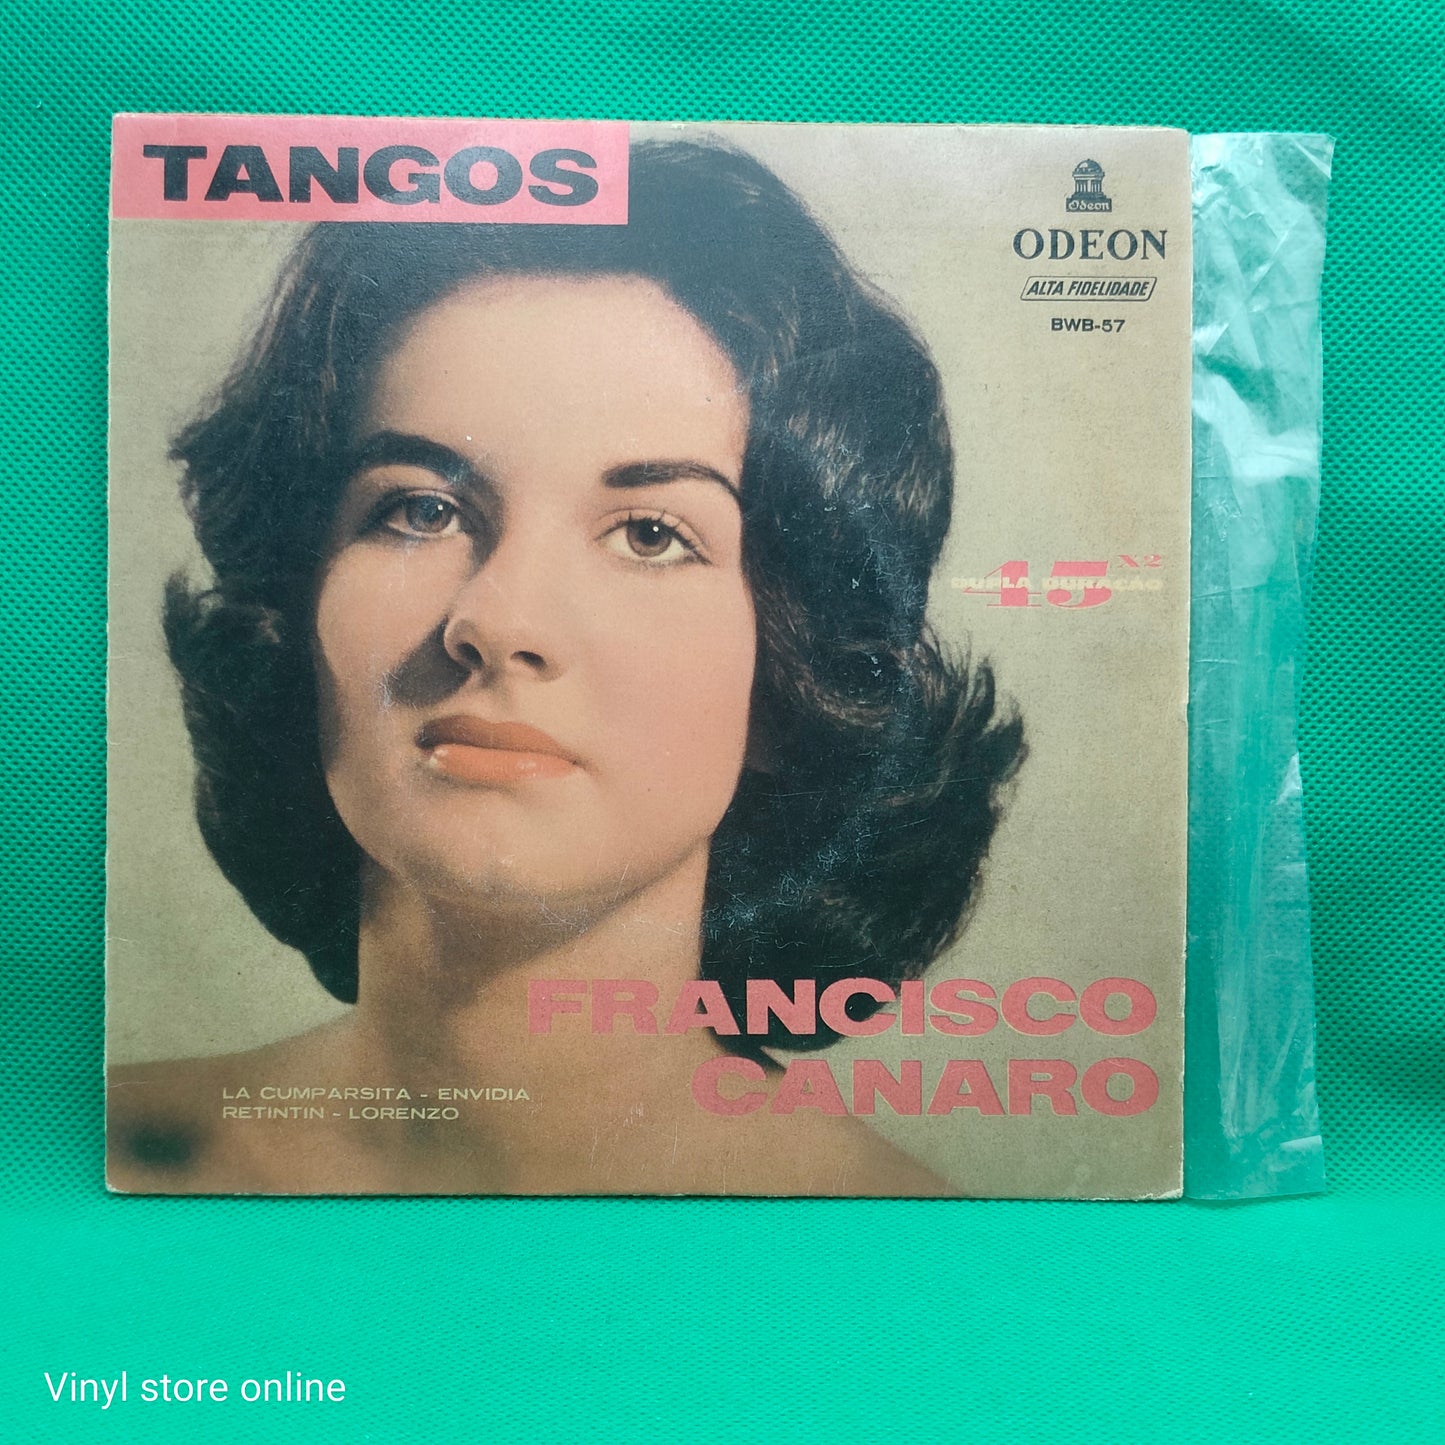 TANGOS
Odeon
ODEON
ALTA FIDELIDADE
BWB-57
45 X2
DUPLA DURAÇÃO
FRANCISCO
CANARO
LA CUMPARSITA - ENVIDIA
RETINTIN - LORENZO
Vinyl store online